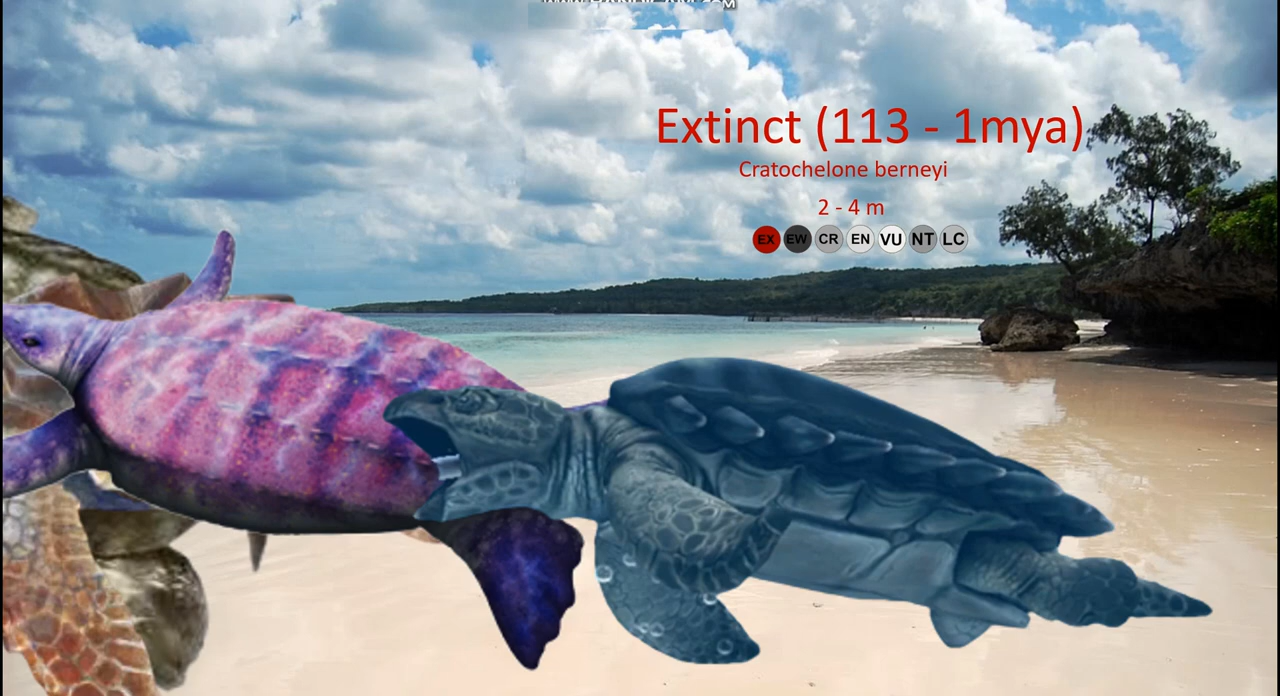 Extinct (113 - 1mya)
Cratochelone berneyi
2 - 4 m
EX EW CR EN VU NT LC